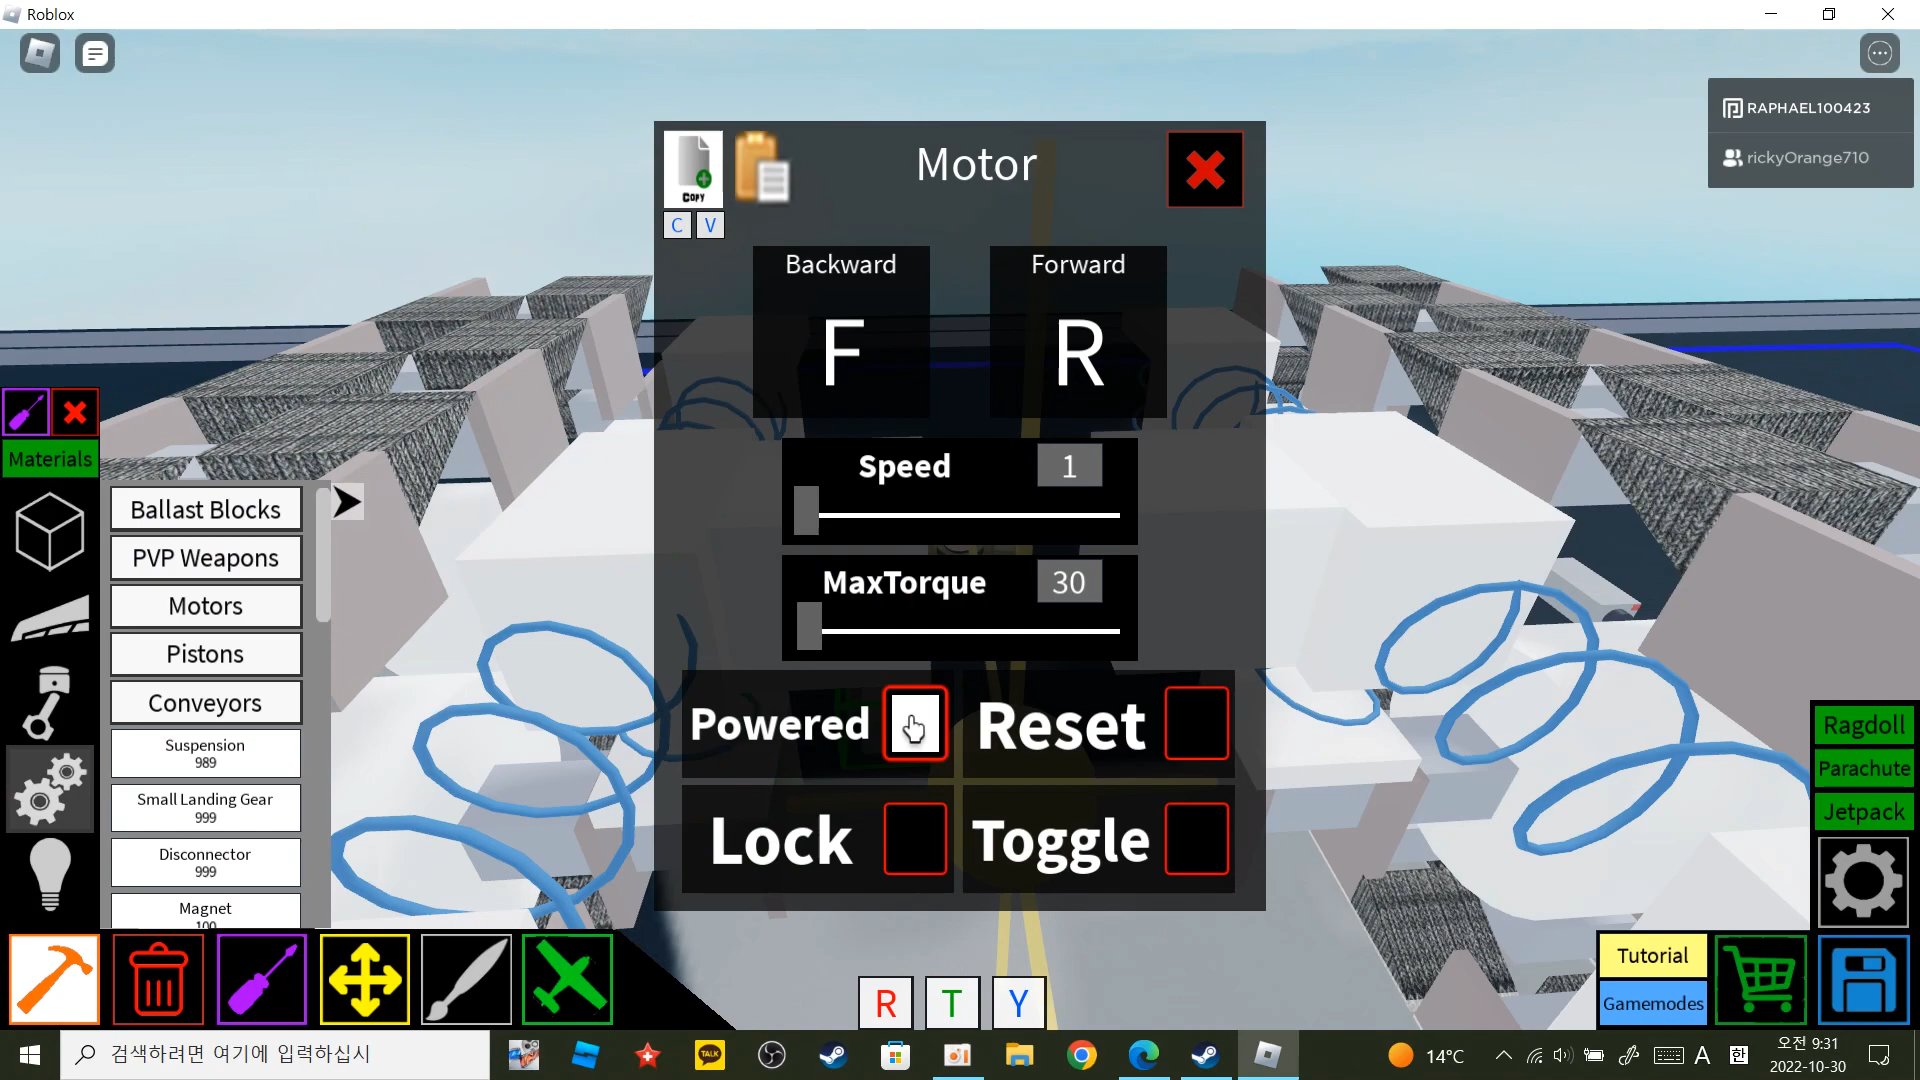 Roblox
RAPHAEL100423
rickyOrange710
Motor
Copy
C
V
Backward
F
Forward
R
Speed
1
MaxTorque
30
Powered
Reset
Lock
Toggle
Materials
Ballast Blocks
PVP Weapons
Motors
Pistons
Conveyors
Suspension
989
Small Landing Gear
999
Disconnector
999
Magnet
100
Ragdoll
Parachute
Jetpack
Tutorial
Gamemodes
R
T
Y
검색하려면 여기에 입력하십시
TALK
14°C
A
한
오전 9:31
2022-10-30